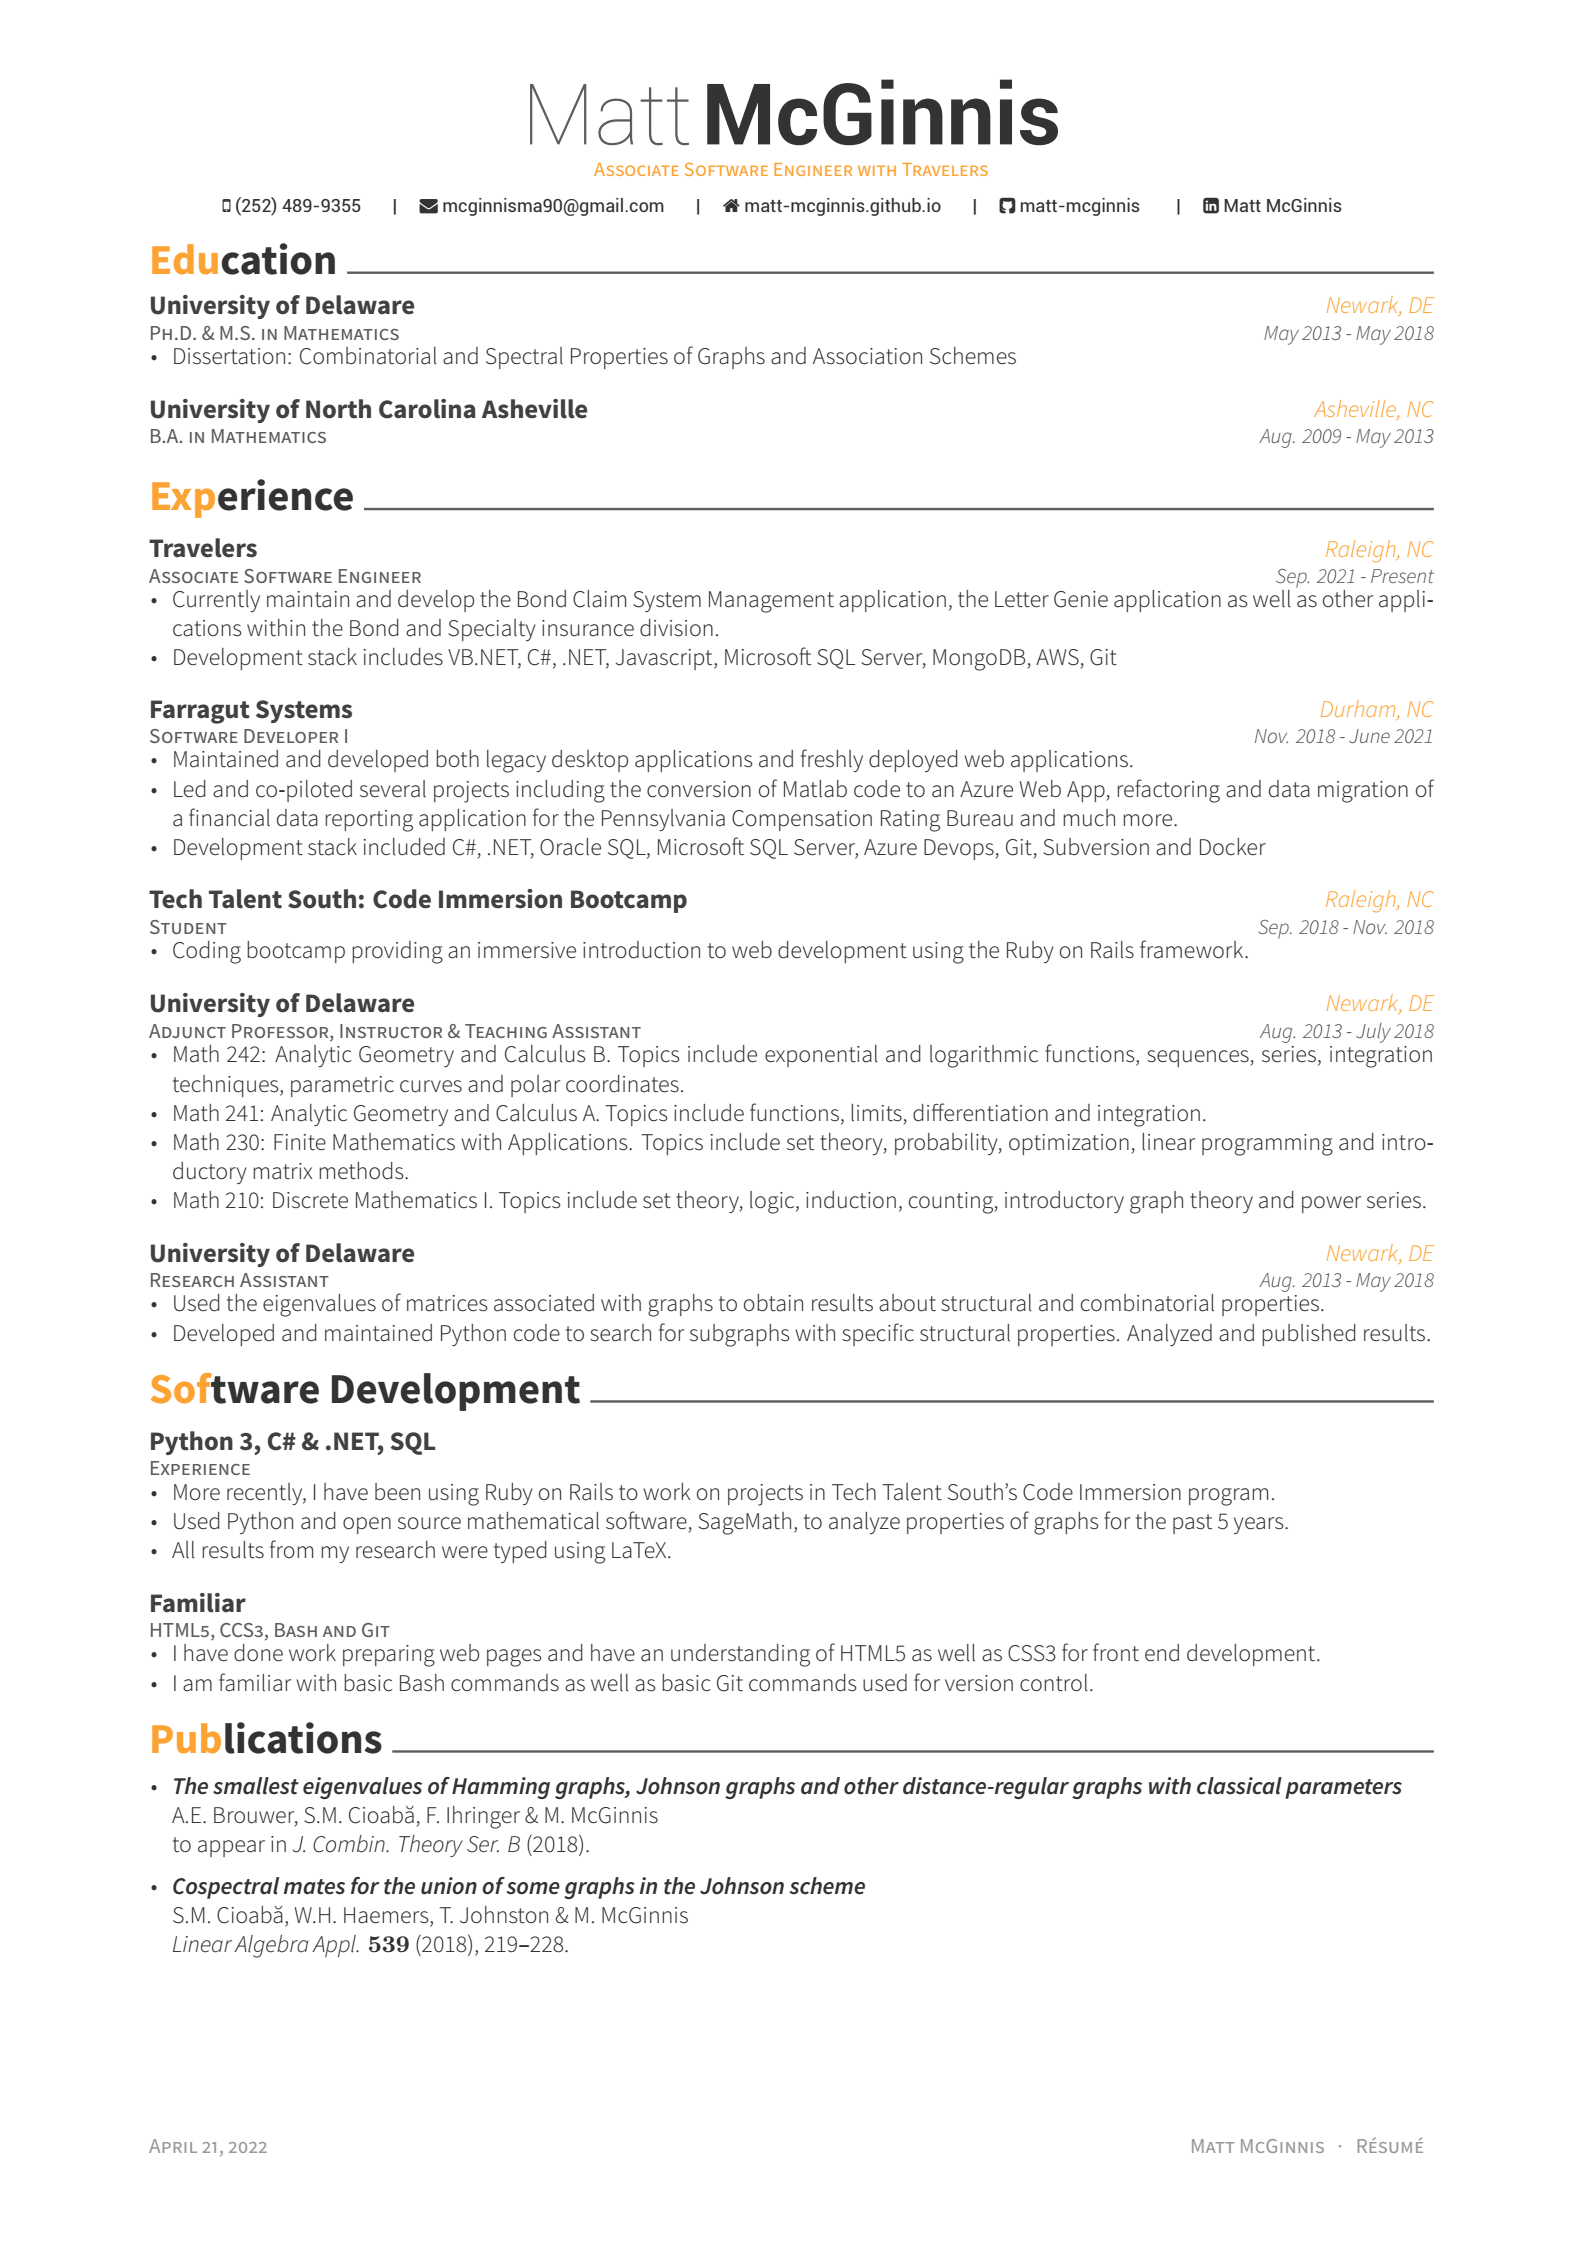 Matt McGinnis
Associate Software Engineer with Travelers
(252) 489-9355 | mcginnisma90@gmail.com | matt-mcginnis.github.io | matt-mcginnis | Matt McGinnis
Education
University of Delaware Newark, DE
Ph.D. & M.S. in Mathematics May 2013 - May 2018
• Dissertation: Combinatorial and Spectral Properties of Graphs and Association Schemes
University of North Carolina Asheville Asheville, NC
B.A. in Mathematics Aug. 2009 - May 2013
Experience
Travelers Raleigh, NC
Associate Software Engineer Sep. 2021 - Present
• Currently maintain and develop the Bond Claim System Management application, the Letter Genie application as well as other appli-
cations within the Bond and Specialty insurance division.
• Development stack includes VB.NET, C#, .NET, Javascript, Microsoft SQL Server, MongoDB, AWS, Git
Farragut Systems Durham, NC
Software Developer I Nov. 2018 - June 2021
• Maintained and developed both legacy desktop applications and freshly deployed web applications.
• Led and co-piloted several projects including the conversion of Matlab code to an Azure Web App, refactoring and data migration of
a financial data reporting application for the Pennsylvania Compensation Rating Bureau and much more.
• Development stack included C#, .NET, Oracle SQL, Microsoft SQL Server, Azure Devops, Git, Subversion and Docker
Tech Talent South: Code Immersion Bootcamp Raleigh, NC
Student Sep. 2018 - Nov. 2018
• Coding bootcamp providing an immersive introduction to web development using the Ruby on Rails framework.
University of Delaware Newark, DE
Adjunct Professor, Instructor & Teaching Assistant Aug. 2013 - July 2018
• Math 242: Analytic Geometry and Calculus B. Topics include exponential and logarithmic functions, sequences, series, integration
techniques, parametric curves and polar coordinates.
• Math 241: Analytic Geometry and Calculus A. Topics include functions, limits, differentiation and integration.
• Math 230: Finite Mathematics with Applications. Topics include set theory, probability, optimization, linear programming and intro-
ductory matrix methods.
• Math 210: Discrete Mathematics I. Topics include set theory, logic, induction, counting, introductory graph theory and power series.
University of Delaware Newark, DE
Research Assistant Aug. 2013 - May 2018
• Used the eigenvalues of matrices associated with graphs to obtain results about structural and combinatorial properties.
• Developed and maintained Python code to search for subgraphs with specific structural properties. Analyzed and published results.
Software Development
Python 3, C# & .NET, SQL
Experience
• More recently, I have been using Ruby on Rails to work on projects in Tech Talent South's Code Immersion program.
• Used Python and open source mathematical software, SageMath, to analyze properties of graphs for the past 5 years.
• All results from my research were typed using LaTeX.
Familiar
HTML5, CCS3, Bash and Git
• I have done work preparing web pages and have an understanding of HTML5 as well as CSS3 for front end development.
• I am familiar with basic Bash commands as well as basic Git commands used for version control.
Publications
• The smallest eigenvalues of Hamming graphs, Johnson graphs and other distance-regular graphs with classical parameters
A.E. Brouwer, S.M. Cioabă, F. Ihringer & M. McGinnis
to appear in J. Combin. Theory Ser. B (2018).
• Cospectral mates for the union of some graphs in the Johnson scheme
S.M. Cioabă, W.H. Haemers, T. Johnston & M. McGinnis
Linear Algebra Appl. 539 (2018), 219–228.
April 21, 2022 Matt McGinnis · Résumé